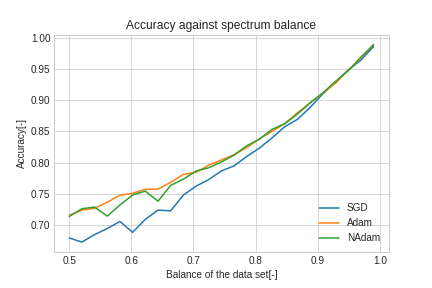 Accuracy against spectrum balance
1.00
0.95
0.90
0.85
0.80
0.75
0.70
Accuracy[-]
SGD
Adam
NAdam
0.5 0.6 0.7 0.8 0.9 1.0
Balance of the data set[-]